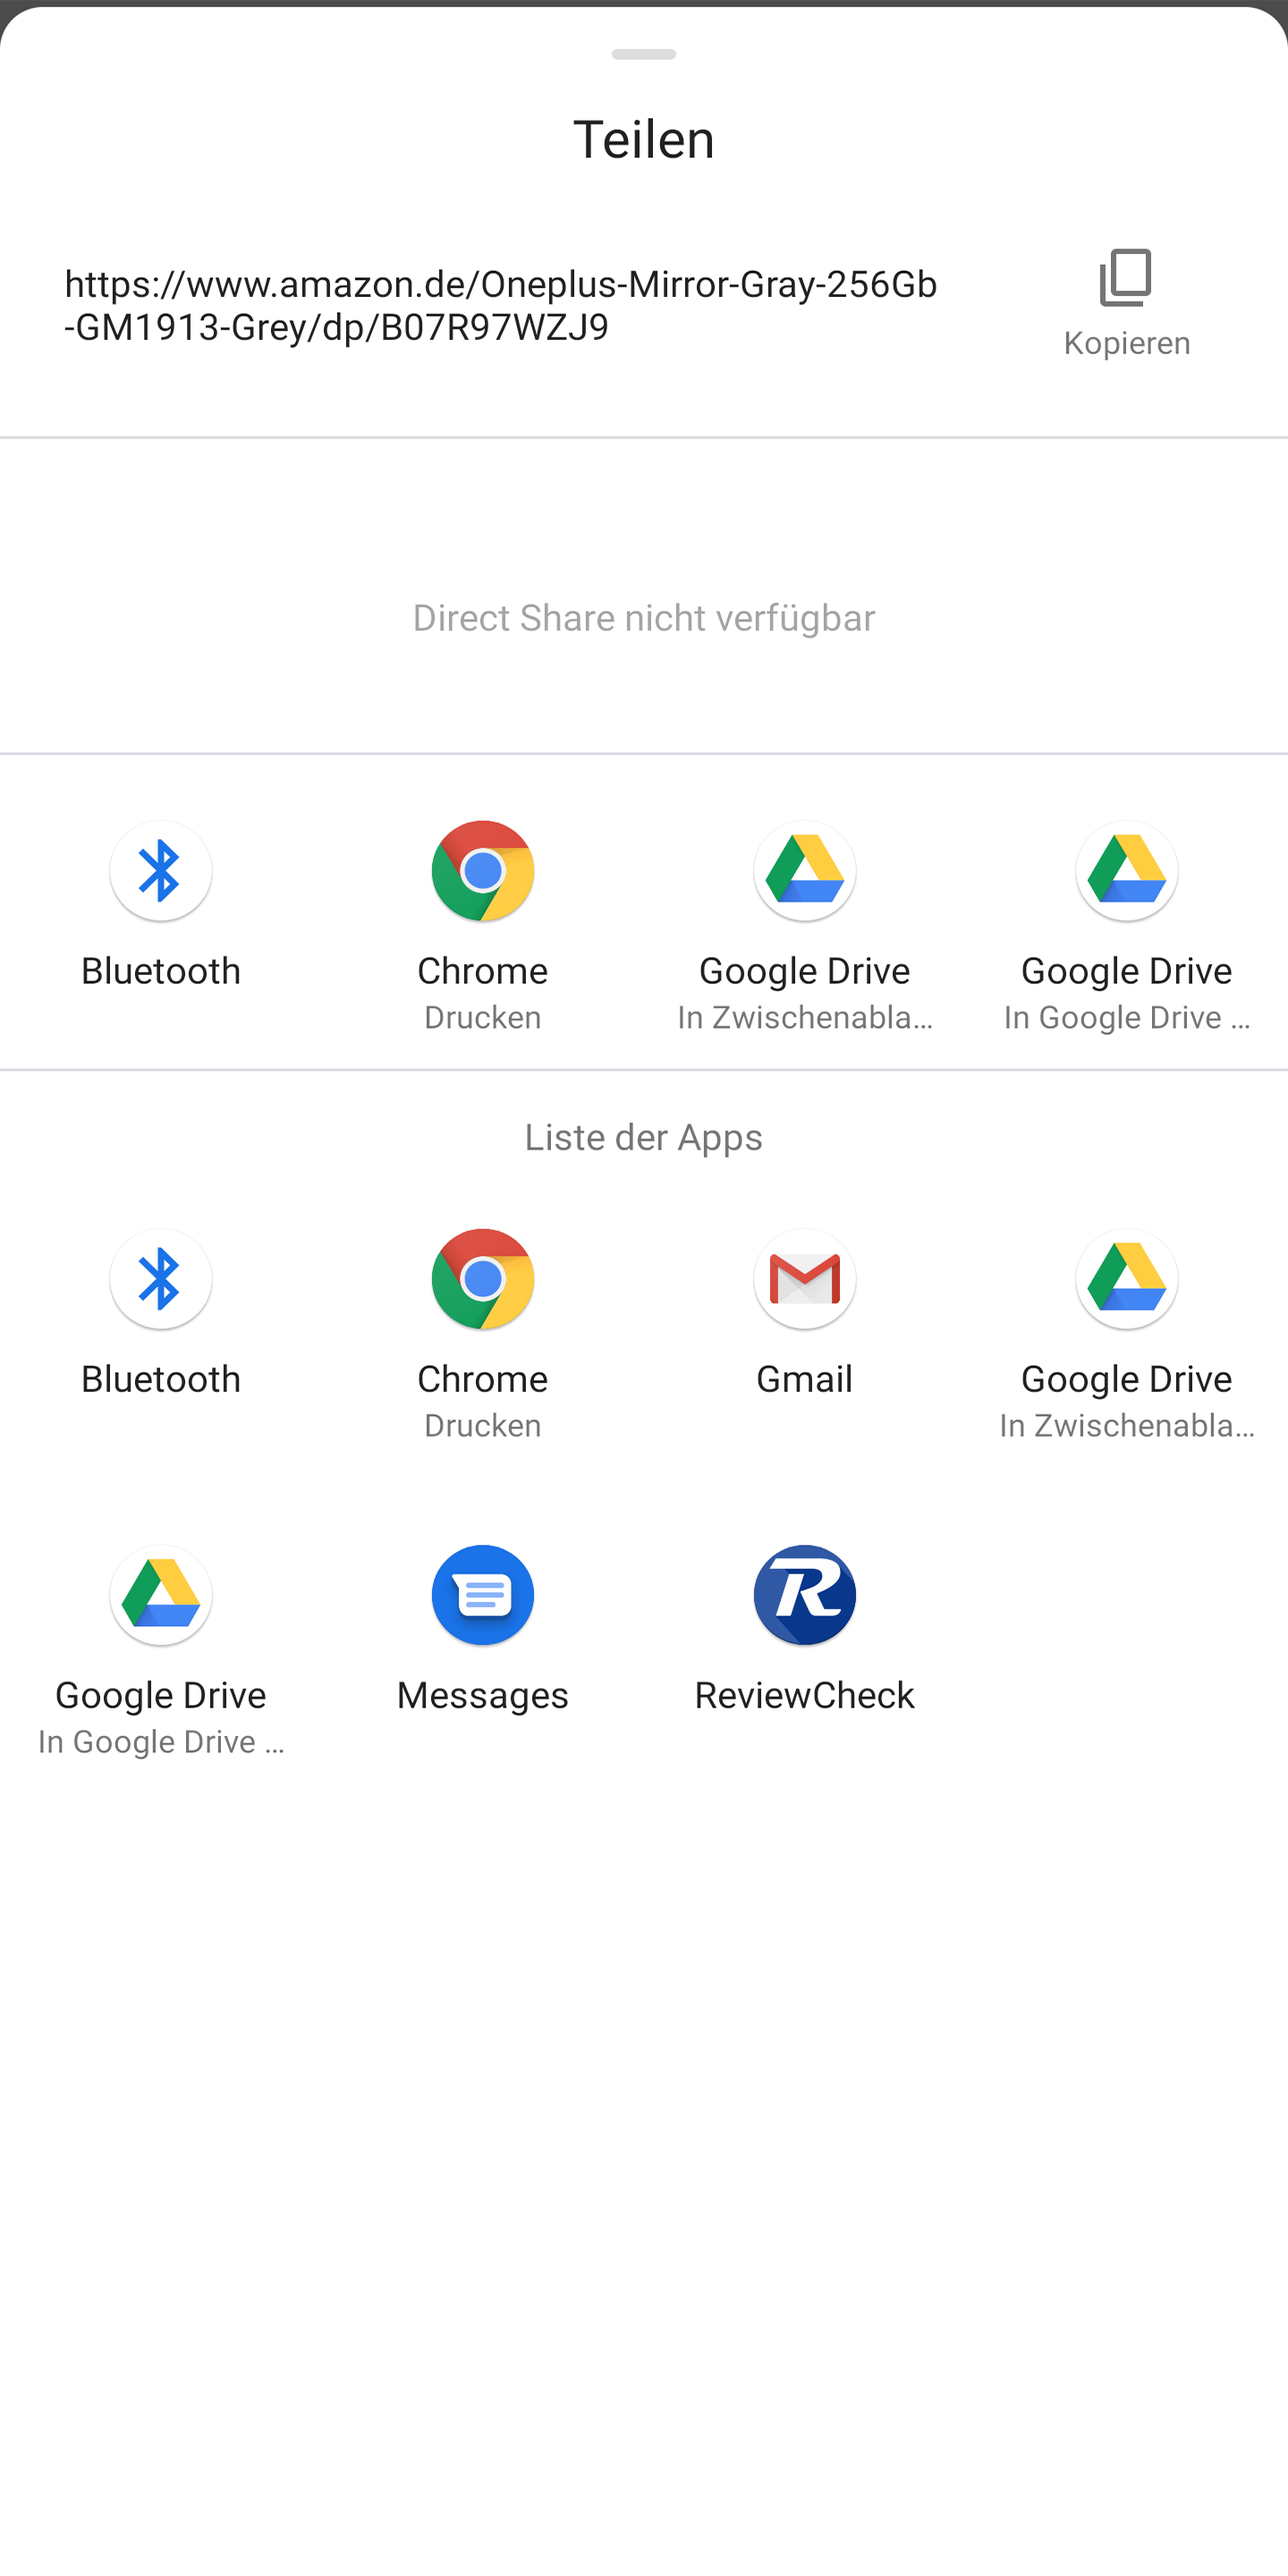 Teilen
https://www.amazon.de/Oneplus-Mirror-Gray-256Gb
-GM1913-Grey/dp/B07R97WZJ9
Kopieren
Direct Share nicht verfügbar
Bluetooth
Chrome
Drucken
Google Drive
In Zwischenabla...
Google Drive
In Google Drive ...
Liste der Apps
Bluetooth
Chrome
Drucken
Gmail
Google Drive
In Zwischenabla...
Google Drive
In Google Drive ...
Messages
R
ReviewCheck